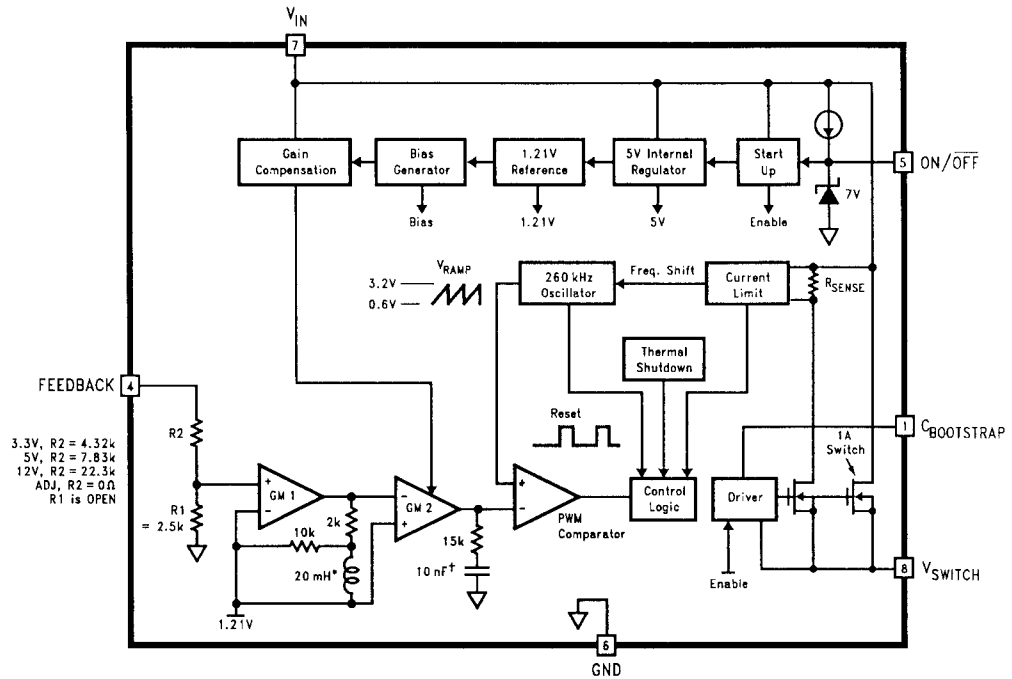 VIN
7
Gain
Compensation
Bias
Generator
1.21V
Reference
5V Internal
Regulator
Start
Up
5
ON/OFF
7V
Bias
1.21V
5V
Enable
VRAMP
3.2V
0.6V
260 kHz
Oscillator
Freq. Shift
Current
Limit
RSENSE
Thermal
Shutdown
FEEDBACK
4
3.3V, R2 = 4.32k
5V, R2 = 7.83k
12V, R2 = 22.3k
ADJ, R2 = 0Ω
R1 is OPEN
R2
R1
= 2.5k
+
−
GM 1
2k
10k
20 mH*
1.21V
−
+
GM 2
15k
10 nF†
Reset
+
−
PWM
Comparator
Control
Logic
Driver
Enable
1A
Switch
1
CBOOTSTRAP
8
VSWITCH
6
GND